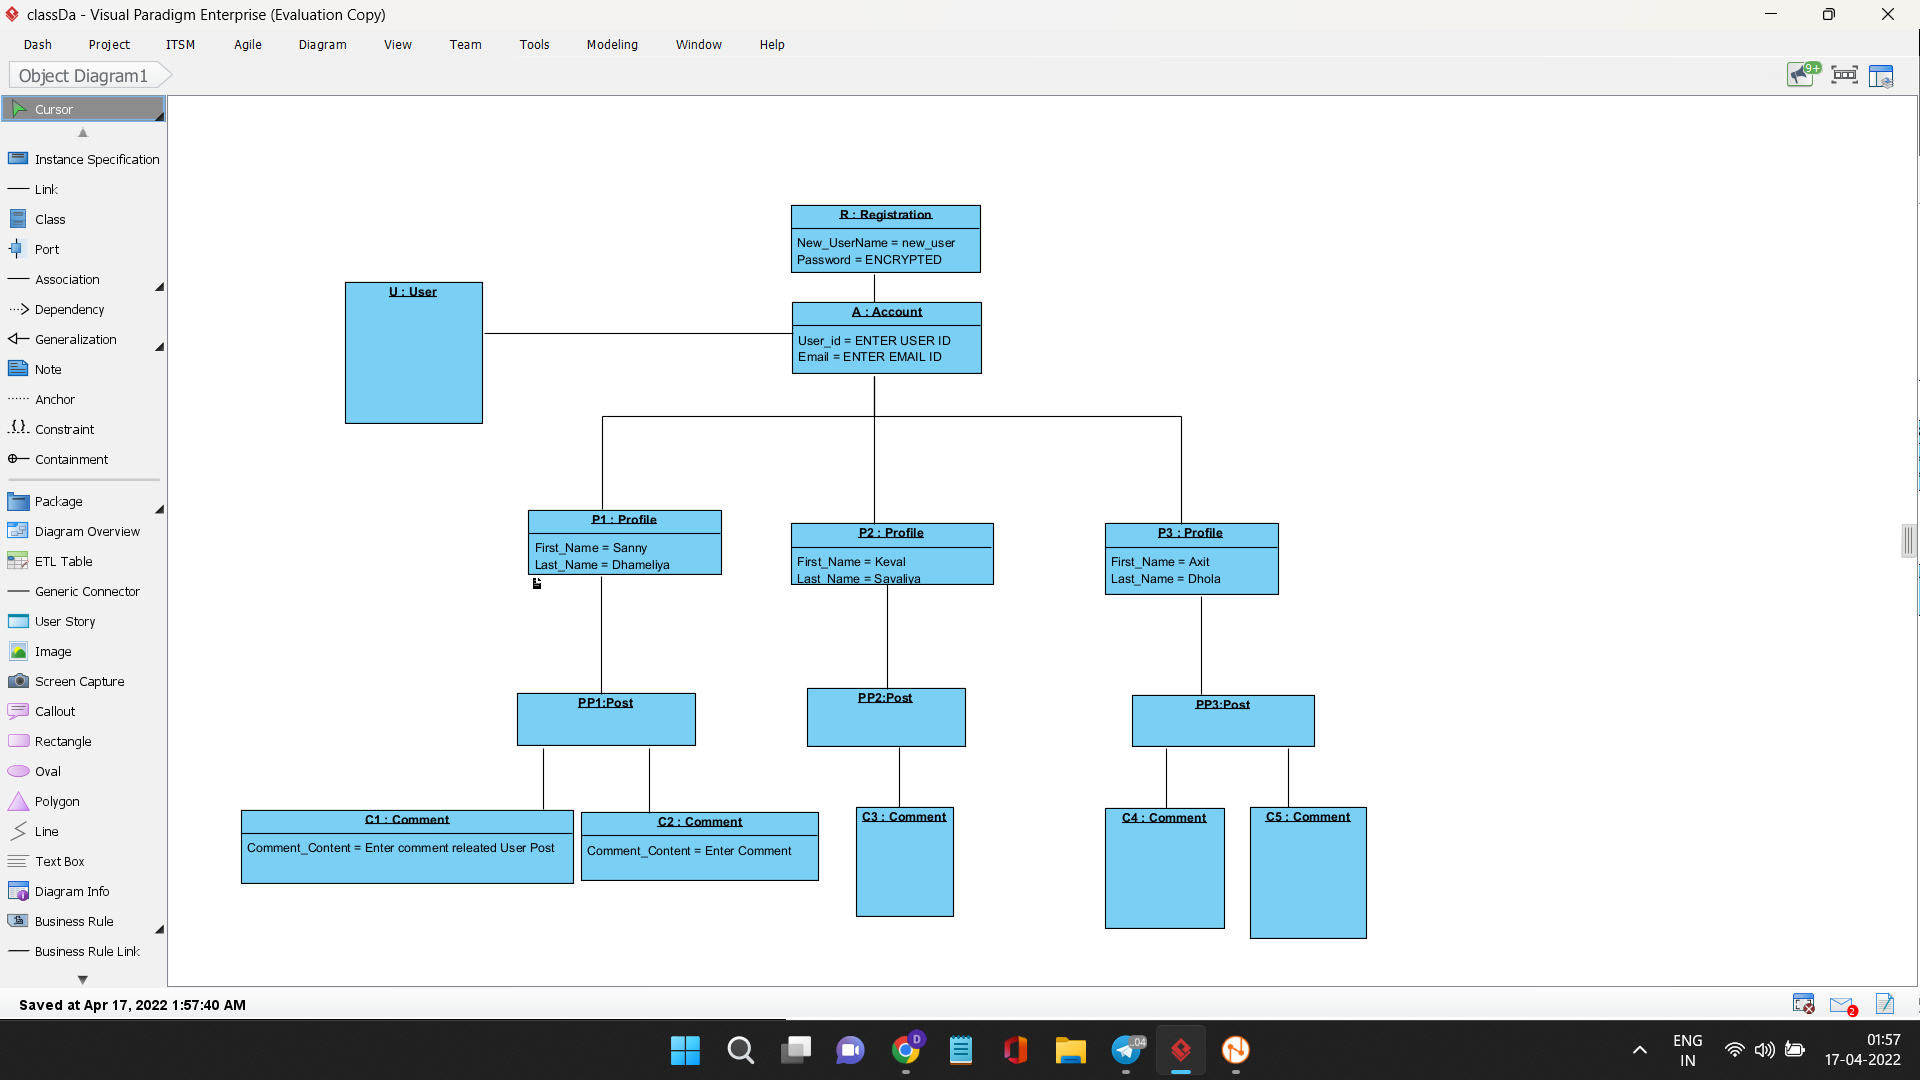 classDa - Visual Paradigm Enterprise (Evaluation Copy)
Dash Project ITSM Agile Diagram View Team Tools Modeling Window Help
Object Diagram1
9+
Cursor
Instance Specification
Link
Class
Port
Association
Dependency
Generalization
Note
Anchor
Constraint
Containment
Package
Diagram Overview
ETL Table
Generic Connector
User Story
Image
Screen Capture
Callout
Rectangle
Oval
Polygon
Line
Text Box
Diagram Info
Business Rule
Business Rule Link
R : Registration
New_UserName = new_user
Password = ENCRYPTED
U : User
A : Account
User_id = ENTER USER ID
Email = ENTER EMAIL ID
P1 : Profile
First_Name = Sanny
Last_Name = Dhameliya
P2 : Profile
First_Name = Keval
Last_Name = Savaliya
P3 : Profile
First_Name = Axit
Last_Name = Dhola
PP1:Post
PP2:Post
PP3:Post
C1 : Comment
Comment_Content = Enter comment releated User Post
C2 : Comment
Comment_Content = Enter Comment
C3 : Comment
C4 : Comment
C5 : Comment
Saved at Apr 17, 2022 1:57:40 AM
2
D
04
ENG
IN
01:57
17-04-2022